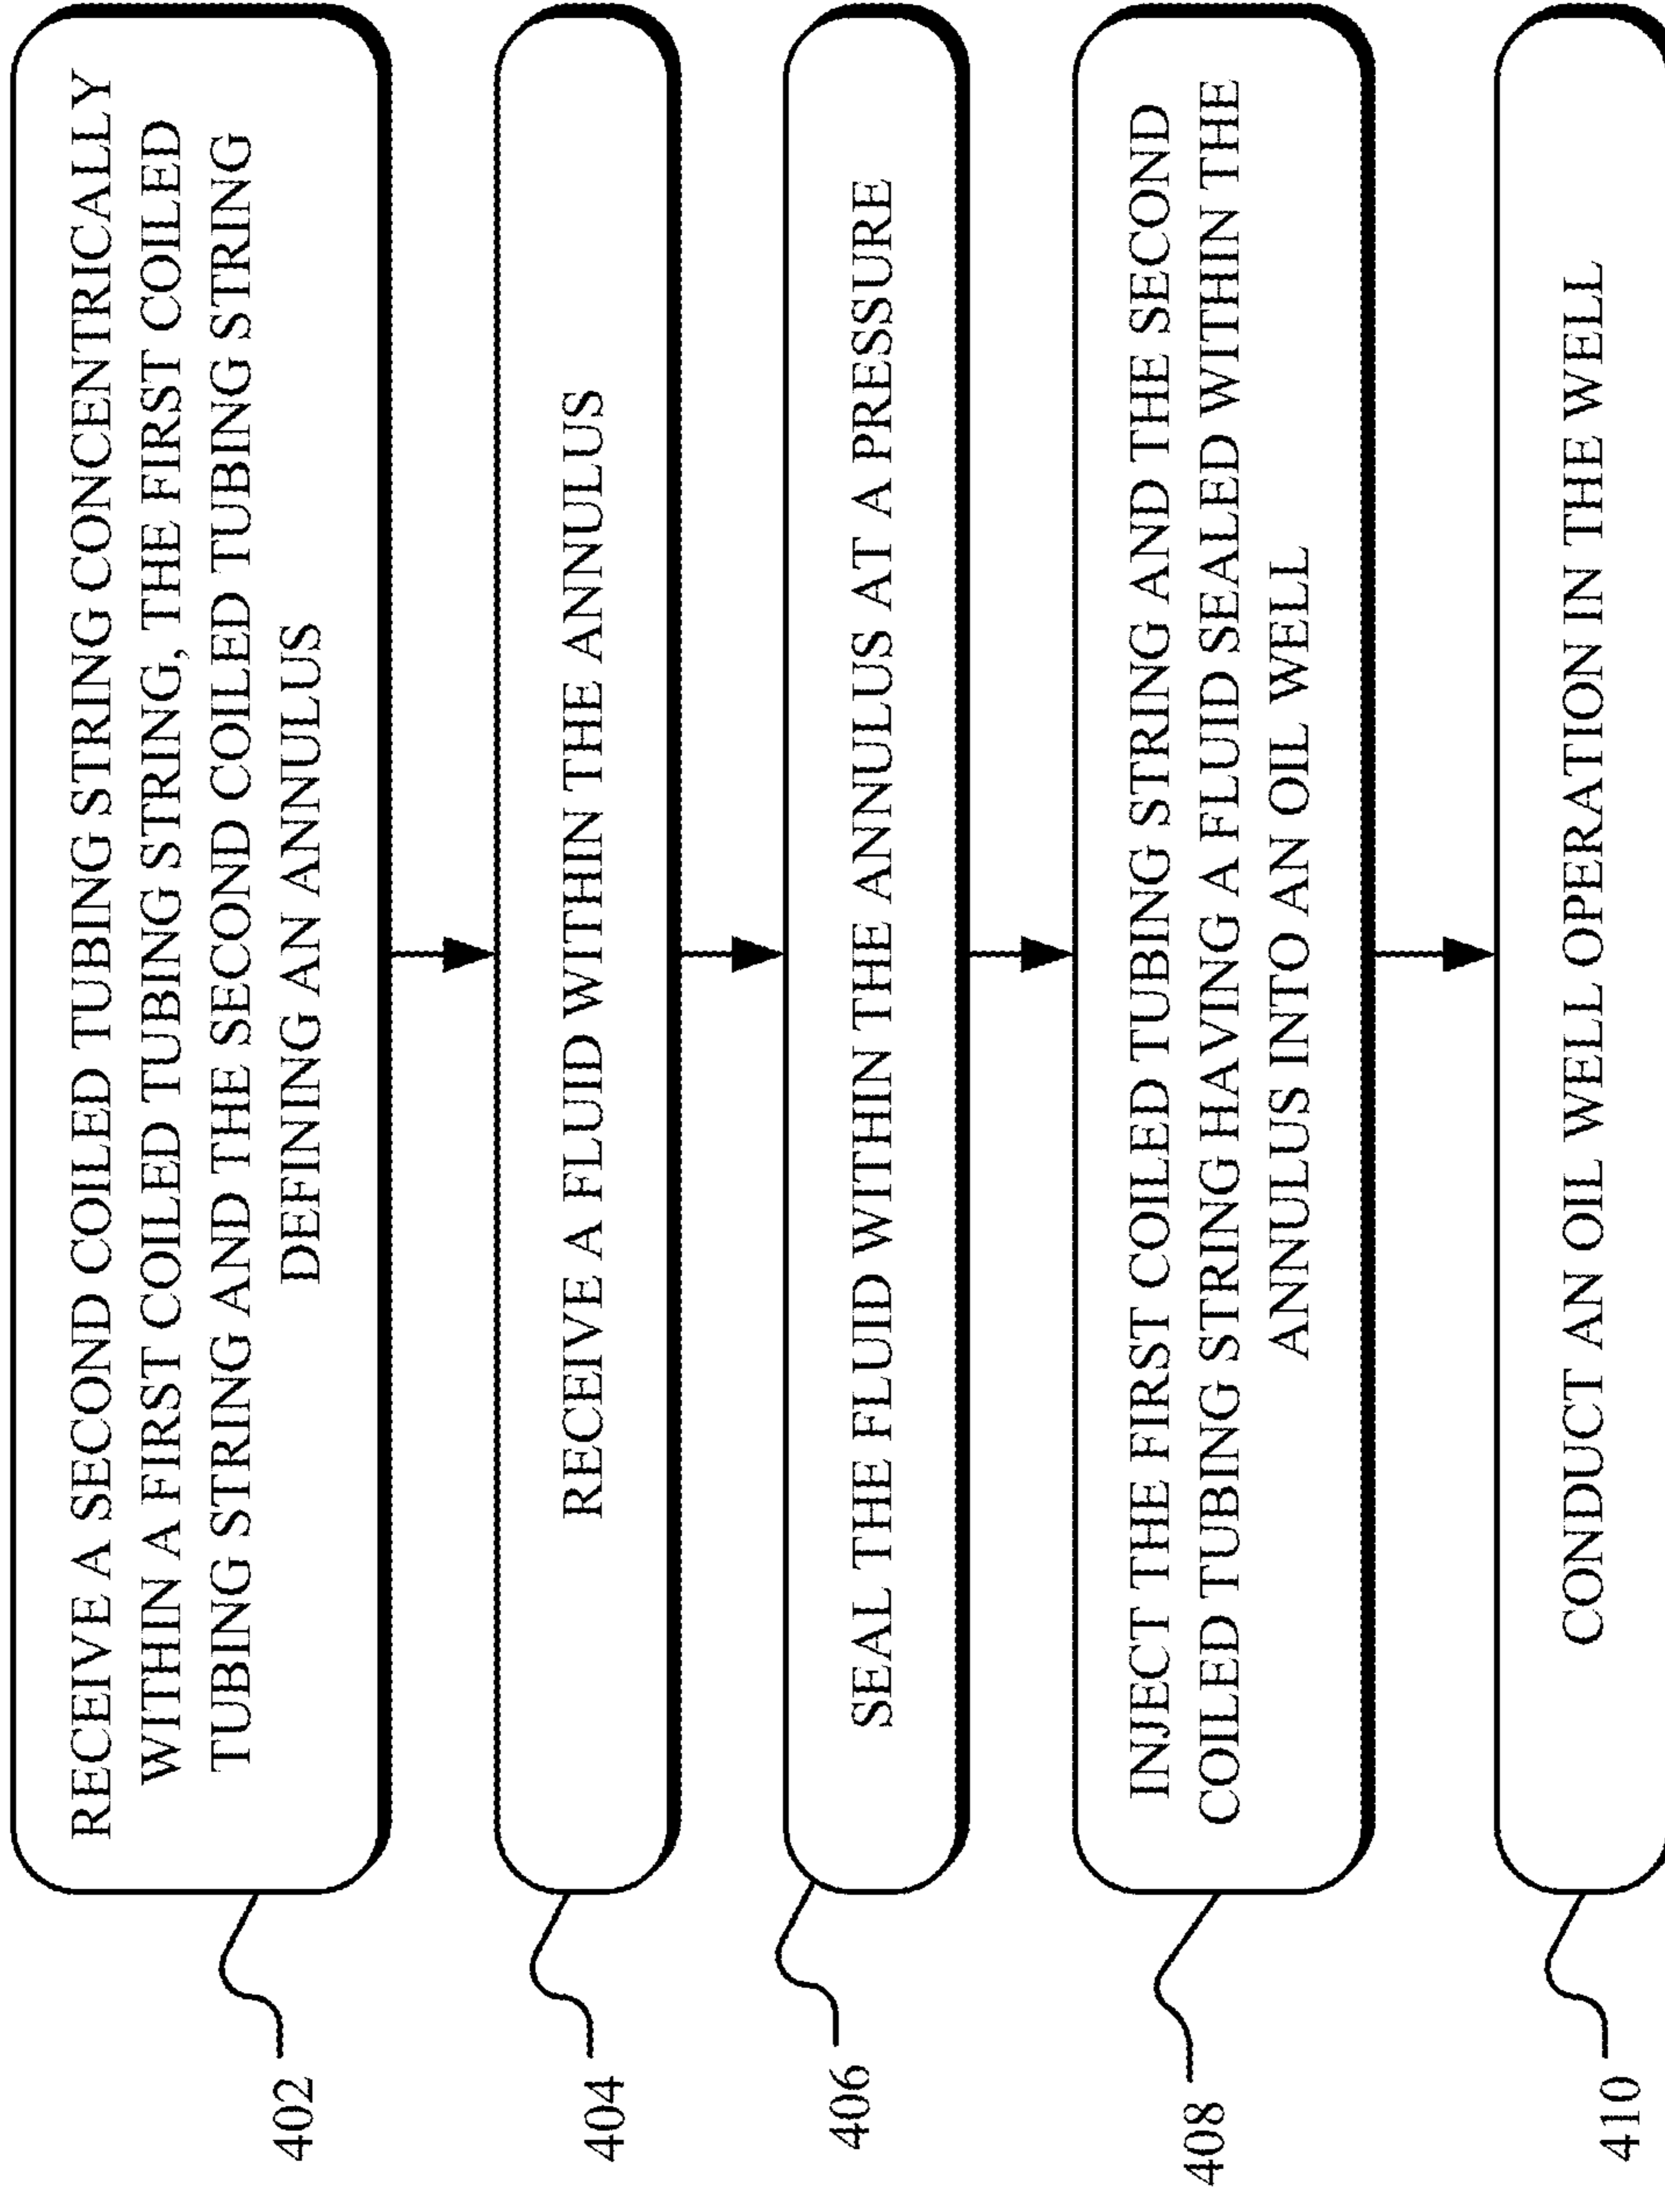 RECEIVE A SECOND COILED TUBING STRING CONCENTRICALLY
WITHIN A FIRST COILED TUBING STRING, THE FIRST COILED
TUBING STRING AND THE SECOND COILED TUBING STRING
DEFINING AN ANNULUS
402
RECEIVE A FLUID WITHIN THE ANNULUS
404
SEAL THE FLUID WITHIN THE ANNULUS AT A PRESSURE
406
INJECT THE FIRST COILED TUBING STRING AND THE SECOND
COILED TUBING STRING HAVING A FLUID SEALED WITHIN THE
ANNULUS INTO AN OIL WELL
408
CONDUCT AN OIL WELL OPERATION IN THE WELL
410